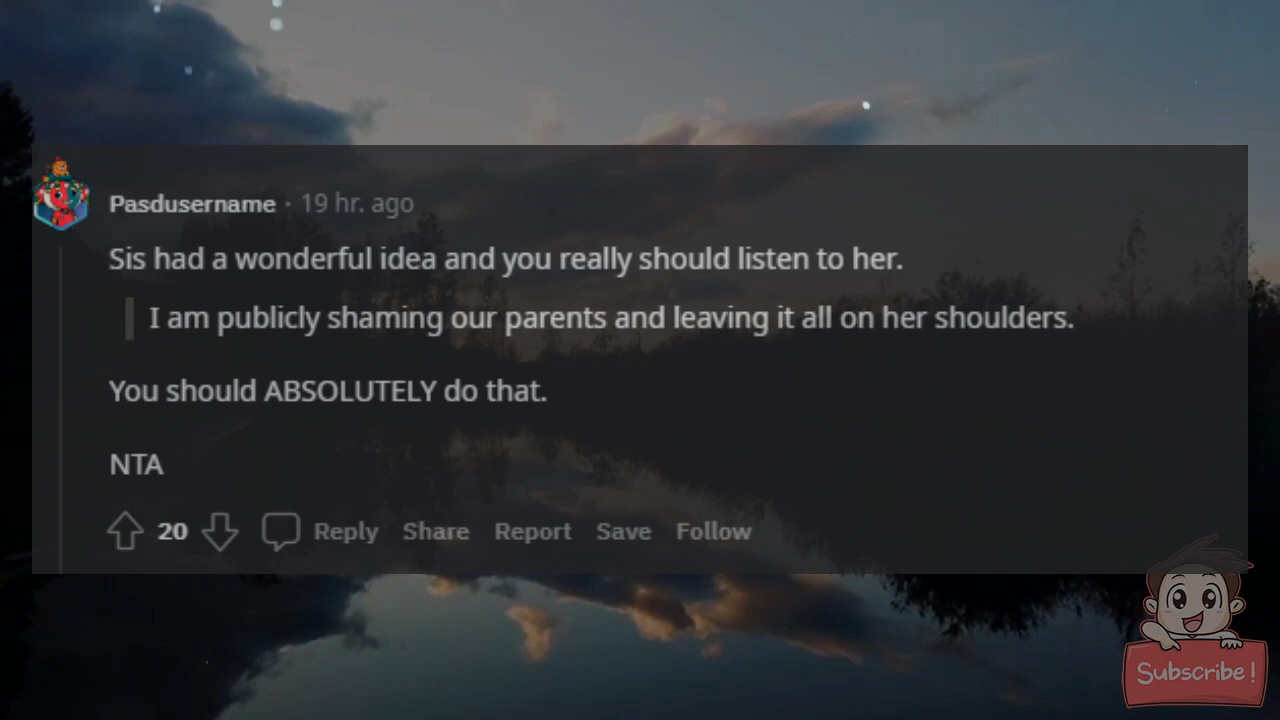 Pasdusername · 19 hr. ago
Sis had a wonderful idea and you really should listen to her.
I am publicly shaming our parents and leaving it all on her shoulders.
You should ABSOLUTELY do that.
NTA
20 Reply Share Report Save Follow
Subscribe!